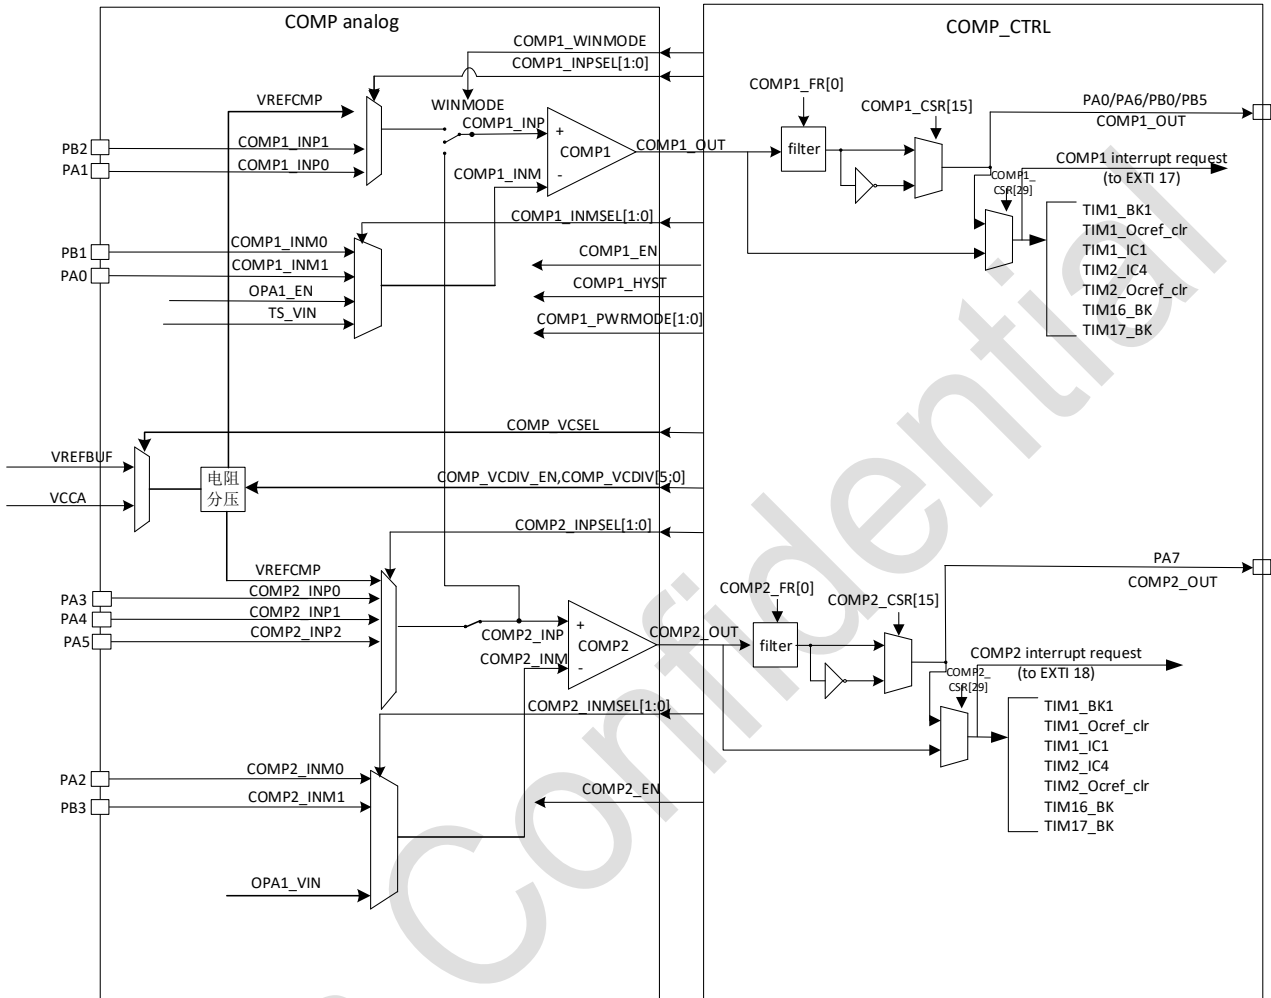 COMP analog
COMP_CTRL
COMP1_WINMODE
COMP1_INPSEL[1:0]
COMP1_FR[0]
COMP1_CSR[15]
PA0/PA6/PB0/PB5
COMP1_OUT
VREFCMP
WINMODE
COMP1_INP
PB2
COMP1_INP1
PA1
COMP1_INP0
+
COMP1
-
COMP1_OUT
filter
COMP1 interrupt request
(to EXTI 17)
COMP1_
CSR[29]
COMP1_INM
COMP1_INMSEL[1:0]
PB1
COMP1_INM0
PA0
COMP1_INM1
OPA1_EN
TS_VIN
COMP1_EN
COMP1_HYST
COMP1_PWRMODE[1:0]
TIM1_BK1
TIM1_Ocref_clr
TIM1_IC1
TIM2_IC4
TIM2_Ocref_clr
TIM16_BK
TIM17_BK
COMP_VCSEL
VREFBUF
VCCA
电阻
分压
COMP_VCDIV_EN,COMP_VCDIV[5:0]
COMP2_INPSEL[1:0]
VREFCMP
PA3
COMP2_INP0
PA4
COMP2_INP1
PA5
COMP2_INP2
COMP2_INP
COMP2_INM
+
COMP2
-
COMP2_OUT
COMP2_FR[0]
filter
COMP2_CSR[15]
PA7
COMP2_OUT
COMP2 interrupt request
(to EXTI 18)
COMP2_
CSR[29]
COMP2_INMSEL[1:0]
PA2
COMP2_INM0
PB3
COMP2_INM1
COMP2_EN
OPA1_VIN
TIM1_BK1
TIM1_Ocref_clr
TIM1_IC1
TIM2_IC4
TIM2_Ocref_clr
TIM16_BK
TIM17_BK
Confidential